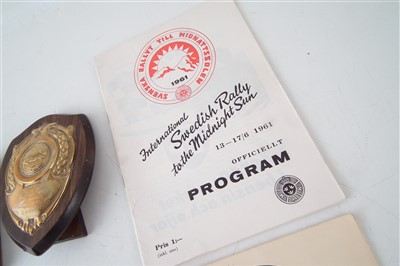 SVENSKA RALLYT TILL MIDNATTSSOLEN
1961
International
Swedish Rally
to the Midnight Sun
13-17/6 1961
OFFICIELLT
PROGRAM
Pris 1:-